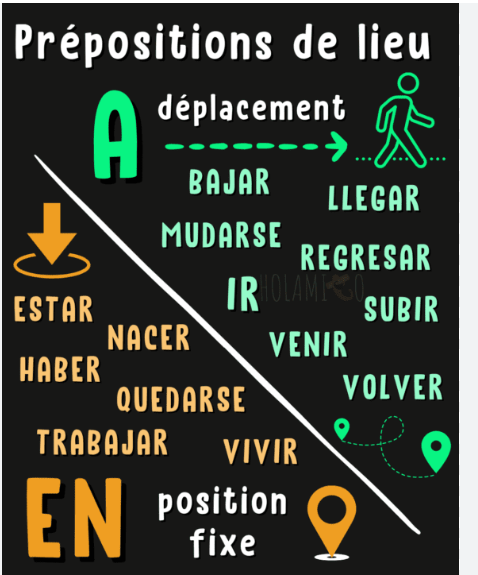 Prépositions de lieu
A
déplacement
BAJAR
LLEGAR
MUDARSE
REGRESAR
IR
HOLAMIGO
SUBIR
VENIR
VOLVER
ESTAR
NACER
HABER
QUEDARSE
TRABAJAR
VIVIR
EN
position
fixe